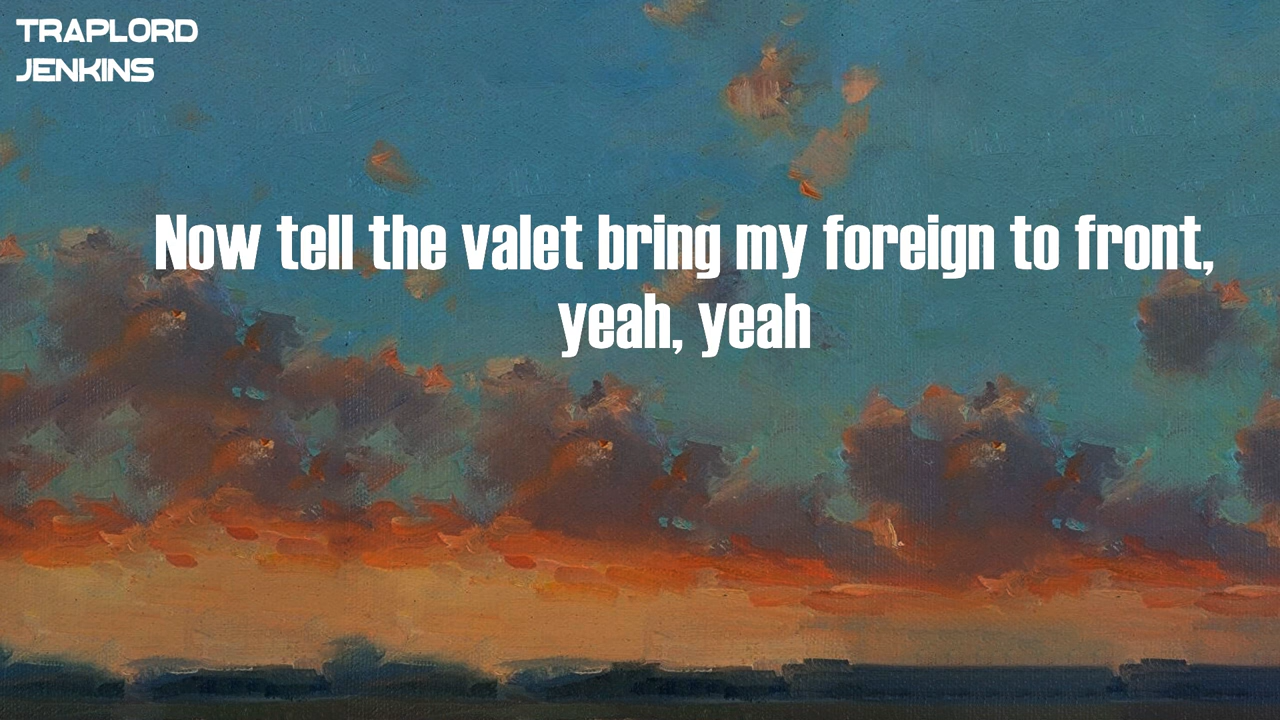 TRAPLORD
JENKINS
Now tell the valet bring my foreign to front,
yeah, yeah